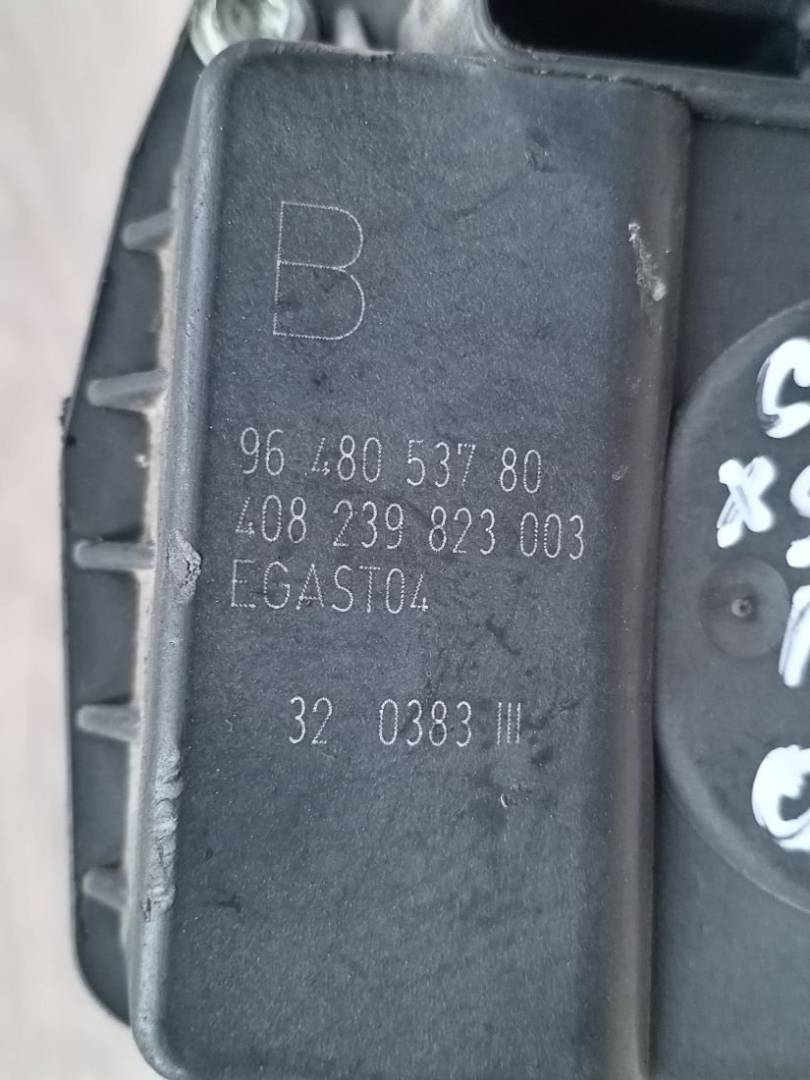 B
96 480 537 80
408 239 823 003
EGAST04
32 0383 III